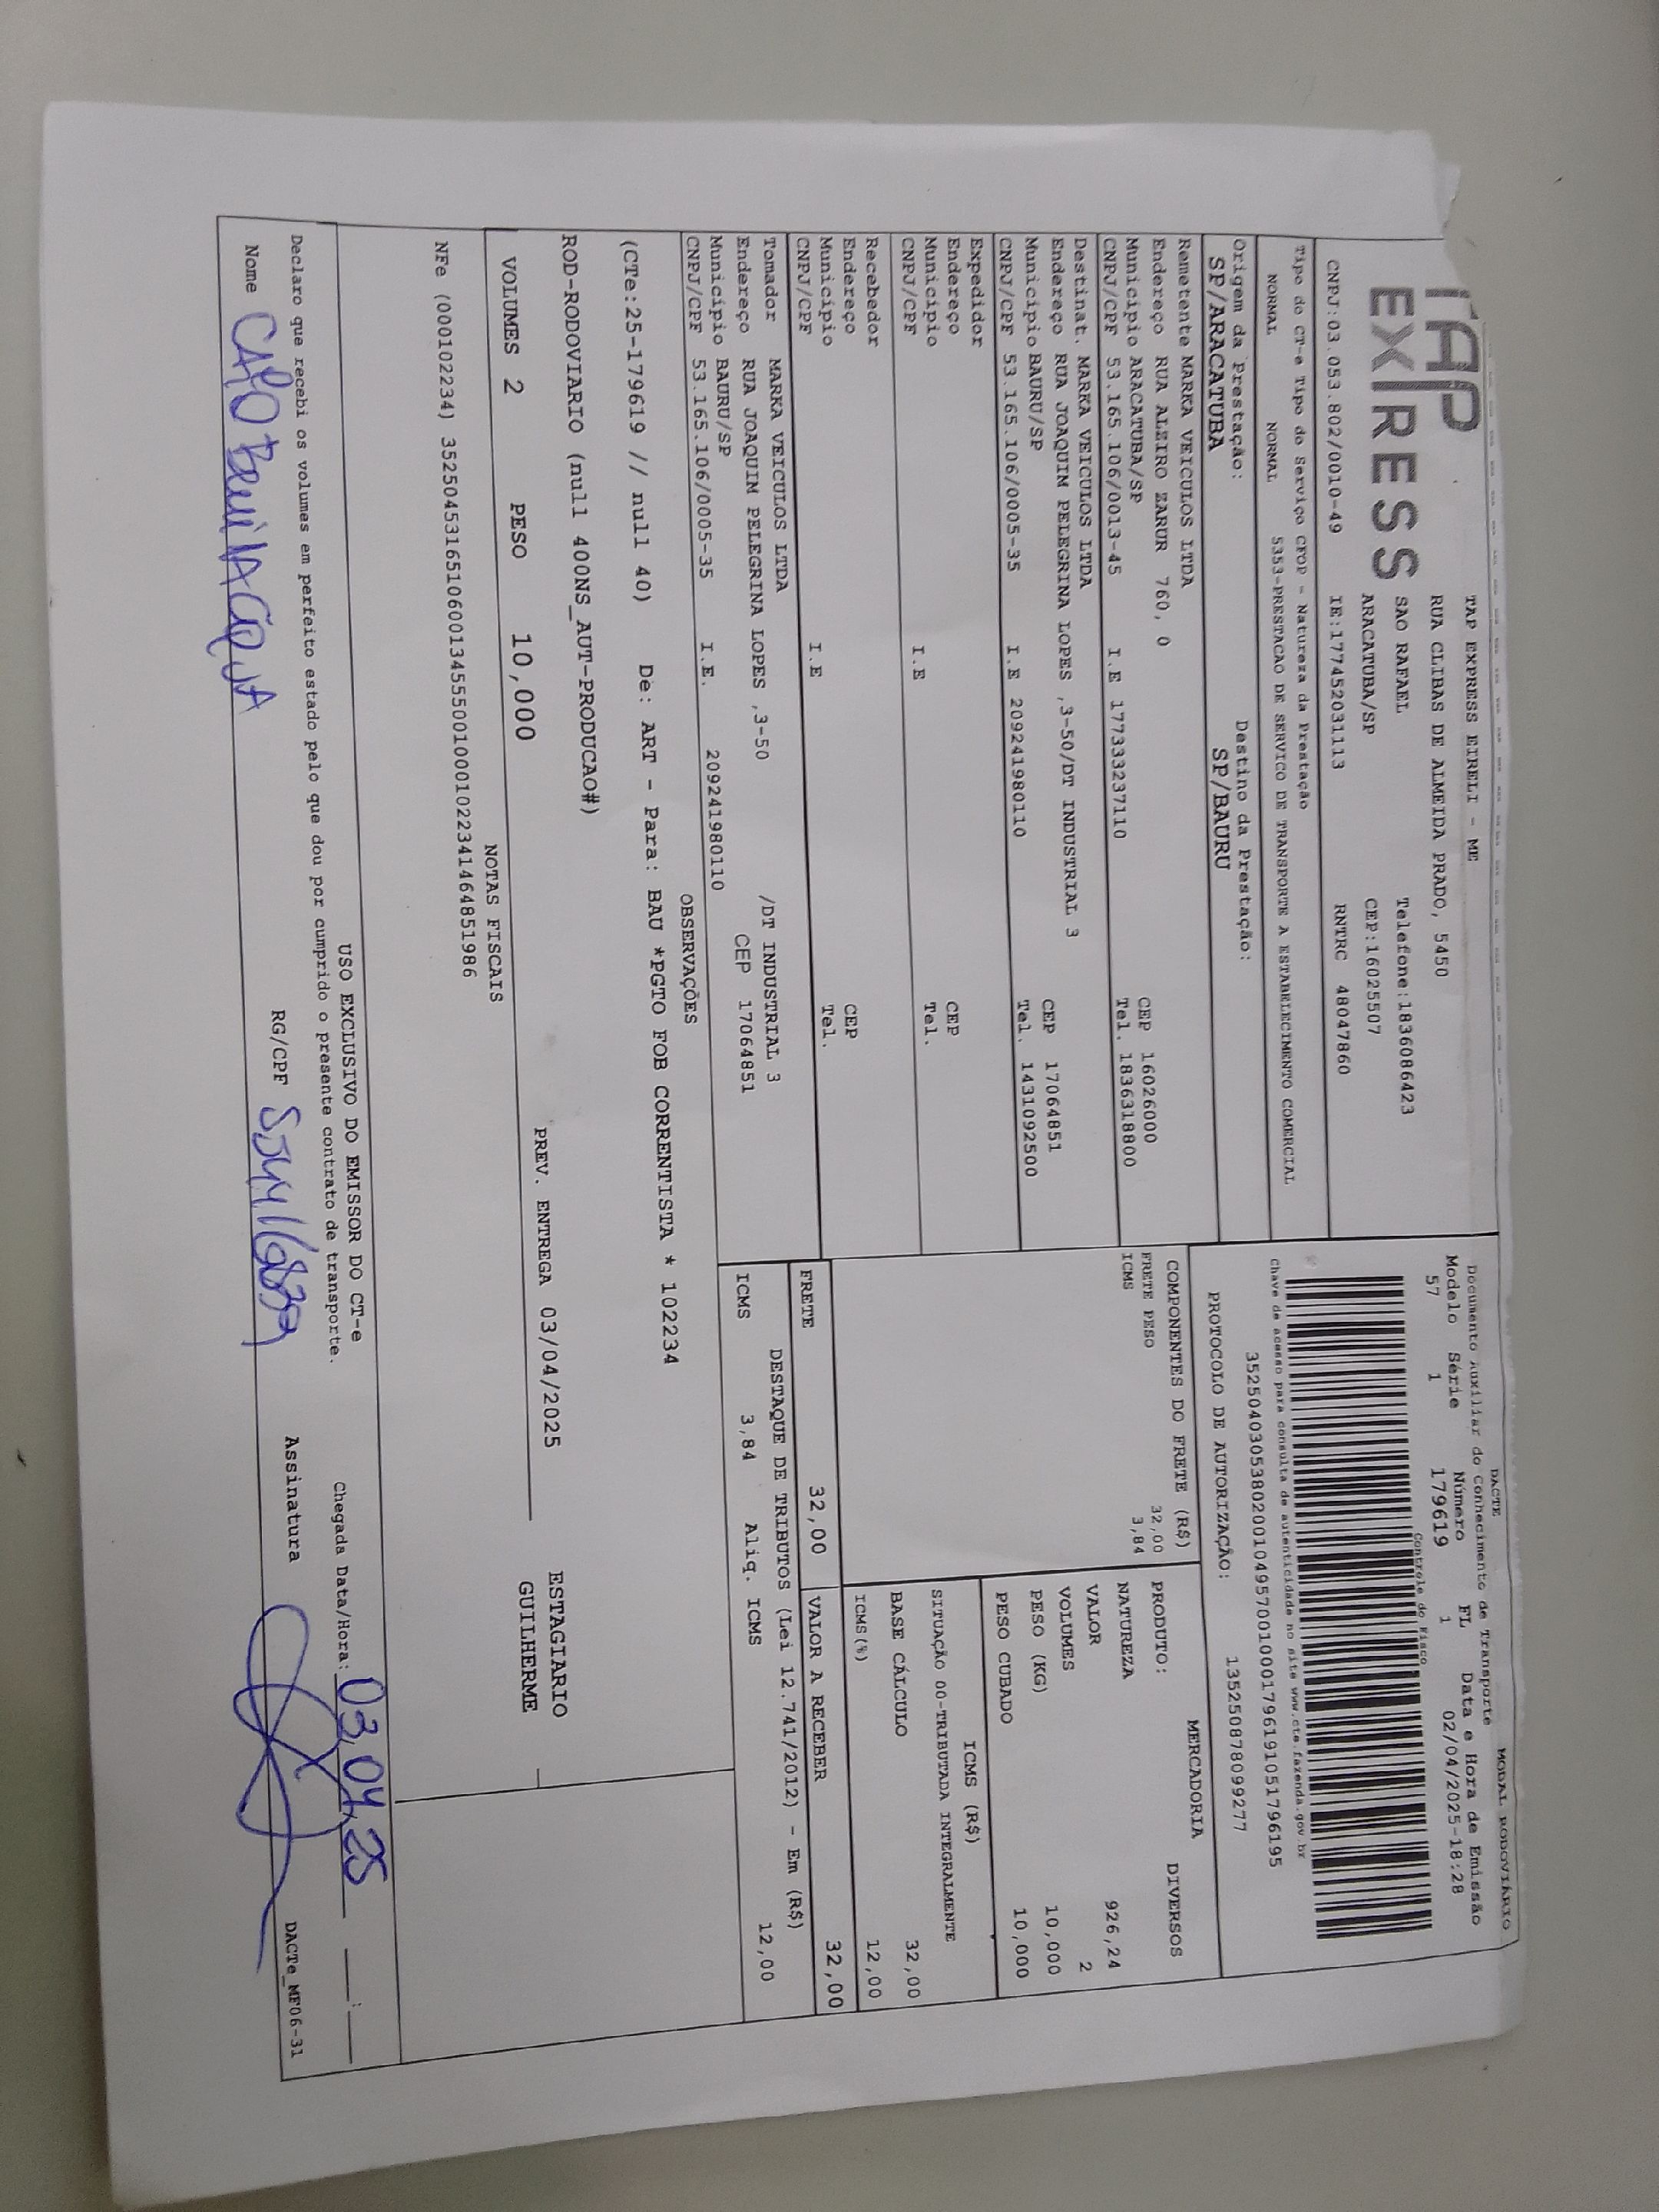 TAP
EXPRESS
TAP EXPRESS EIRELI - ME
RUA CLIBAS DE ALMEIDA PRADO, 5450
SAO RAFAEL Telefone:1836086423
ARACATUBA/SP CEP:16025507
CNPJ:03.053.802/0010-49 IE:177452031113 RNTRC 48047860
DACTE MODAL RODOVIÁRIO
Documento Auxiliar do Conhecimento de Transporte
Modelo Série Número FL Data e Hora de Emissão
57 1 179619 1 02/04/2025-18:28
Controle do Fisco
Chave de acesso para consulta de autenticidade no site www.cte.fazenda.gov.br
35250403053802001049570010001796191051796195
PROTOCOLO DE AUTORIZAÇÃO: 135250878099277
Tipo do CT-e Tipo do Serviço CFOP - Natureza da Prestação
NORMAL NORMAL 5353-PRESTACAO DE SERVICO DE TRANSPORTE A ESTABELECIMENTO COMERCIAL
Origem da Prestação: Destino da Prestação:
SP/ARACATUBA SP/BAURU
Remetente MARKA VEICULOS LTDA
Endereço RUA ALZIRO ZARUR 760, 0 CEP 16026000
Município ARACATUBA/SP Tel. 1836318800
CNPJ/CPF 53.165.106/0013-45 I.E 177333237110
Destinat. MARKA VEICULOS LTDA
Endereço RUA JOAQUIM PELEGRINA LOPES ,3-50/DT INDUSTRIAL 3 CEP 17064851
Município BAURU/SP Tel. 1431092500
CNPJ/CPF 53.165.106/0005-35 I.E 209241980110
Expedidor
Endereço CEP
Município Tel.
CNPJ/CPF I.E
Recebedor
Endereço CEP
Município Tel.
CNPJ/CPF I.E
Tomador MARKA VEICULOS LTDA
Endereço RUA JOAQUIM PELEGRINA LOPES ,3-50 /DT INDUSTRIAL 3
Município BAURU/SP CEP 17064851
CNPJ/CPF 53.165.106/0005-35 I.E. 209241980110
COMPONENTES DO FRETE (R$)
FRETE PESO 32,00
ICMS 3,84
MERCADORIA
PRODUTO: DIVERSOS
NATUREZA
VALOR 926,24
VOLUMES 2
PESO (KG) 10,000
PESO CUBADO 10,000
ICMS (R$)
SITUAÇÃO 00-TRIBUTADA INTEGRALMENTE
BASE CÁLCULO 32,00
ICMS(%) 12,00
FRETE 32,00 VALOR A RECEBER 32,00
DESTAQUE DE TRIBUTOS (Lei 12.741/2012) - Em (R$)
ICMS 3,84 Aliq. ICMS 12,00
OBSERVAÇÕES
(CTe:25-179619 // null 40) De: ART - Para: BAU *PGTO FOB CORRENTISTA * 102234
ROD-RODOVIARIO (null 400NS_AUT-PRODUCAO#)
VOLUMES 2 PESO 10,000 PREV. ENTREGA 03/04/2025
ESTAGIARIO
GUILHERME
NOTAS FISCAIS
NFe (000102234) 35250453165106001345550010001022341464851986
USO EXCLUSIVO DO EMISSOR DO CT-e
Declaro que recebi os volumes em perfeito estado pelo que dou por cumprido o presente contrato de transporte.
Chegada Data/Hora: 03,04,25
Nome RG/CPF Assinatura
DACTe_MF06-31